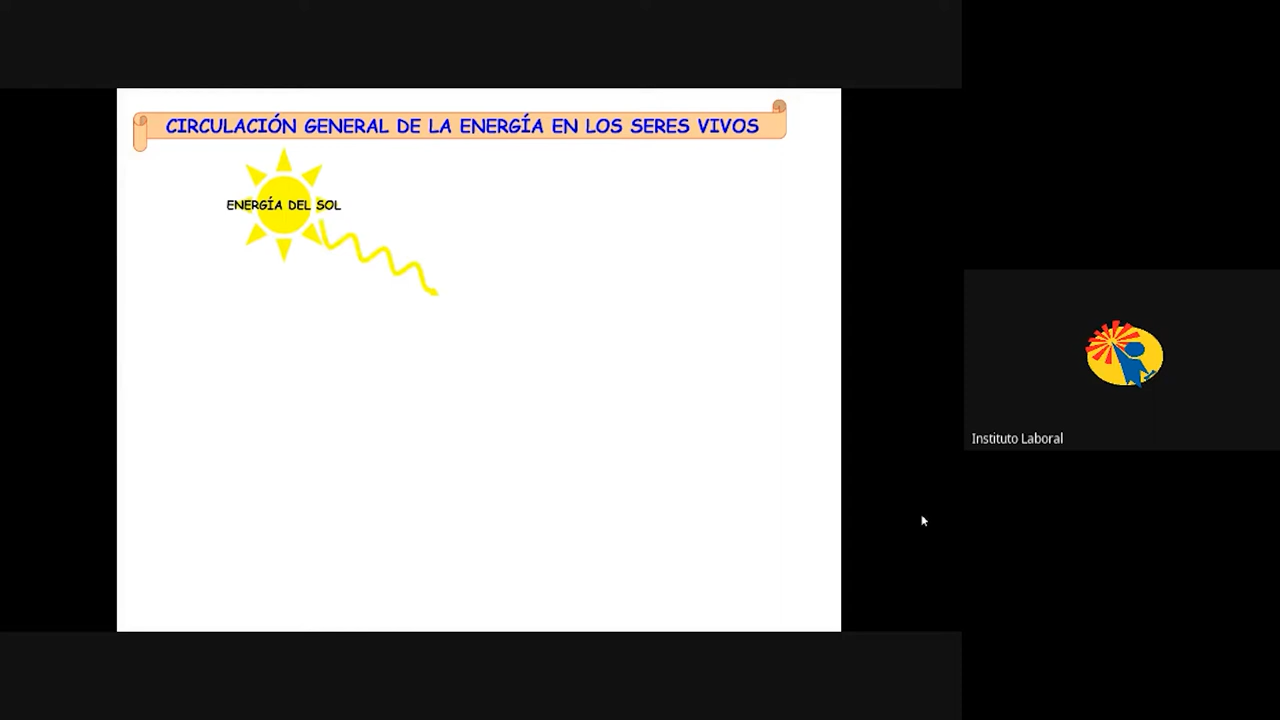 CIRCULACIÓN GENERAL DE LA ENERGÍA EN LOS SERES VIVOS
ENERGÍA DEL SOL
Instituto Laboral